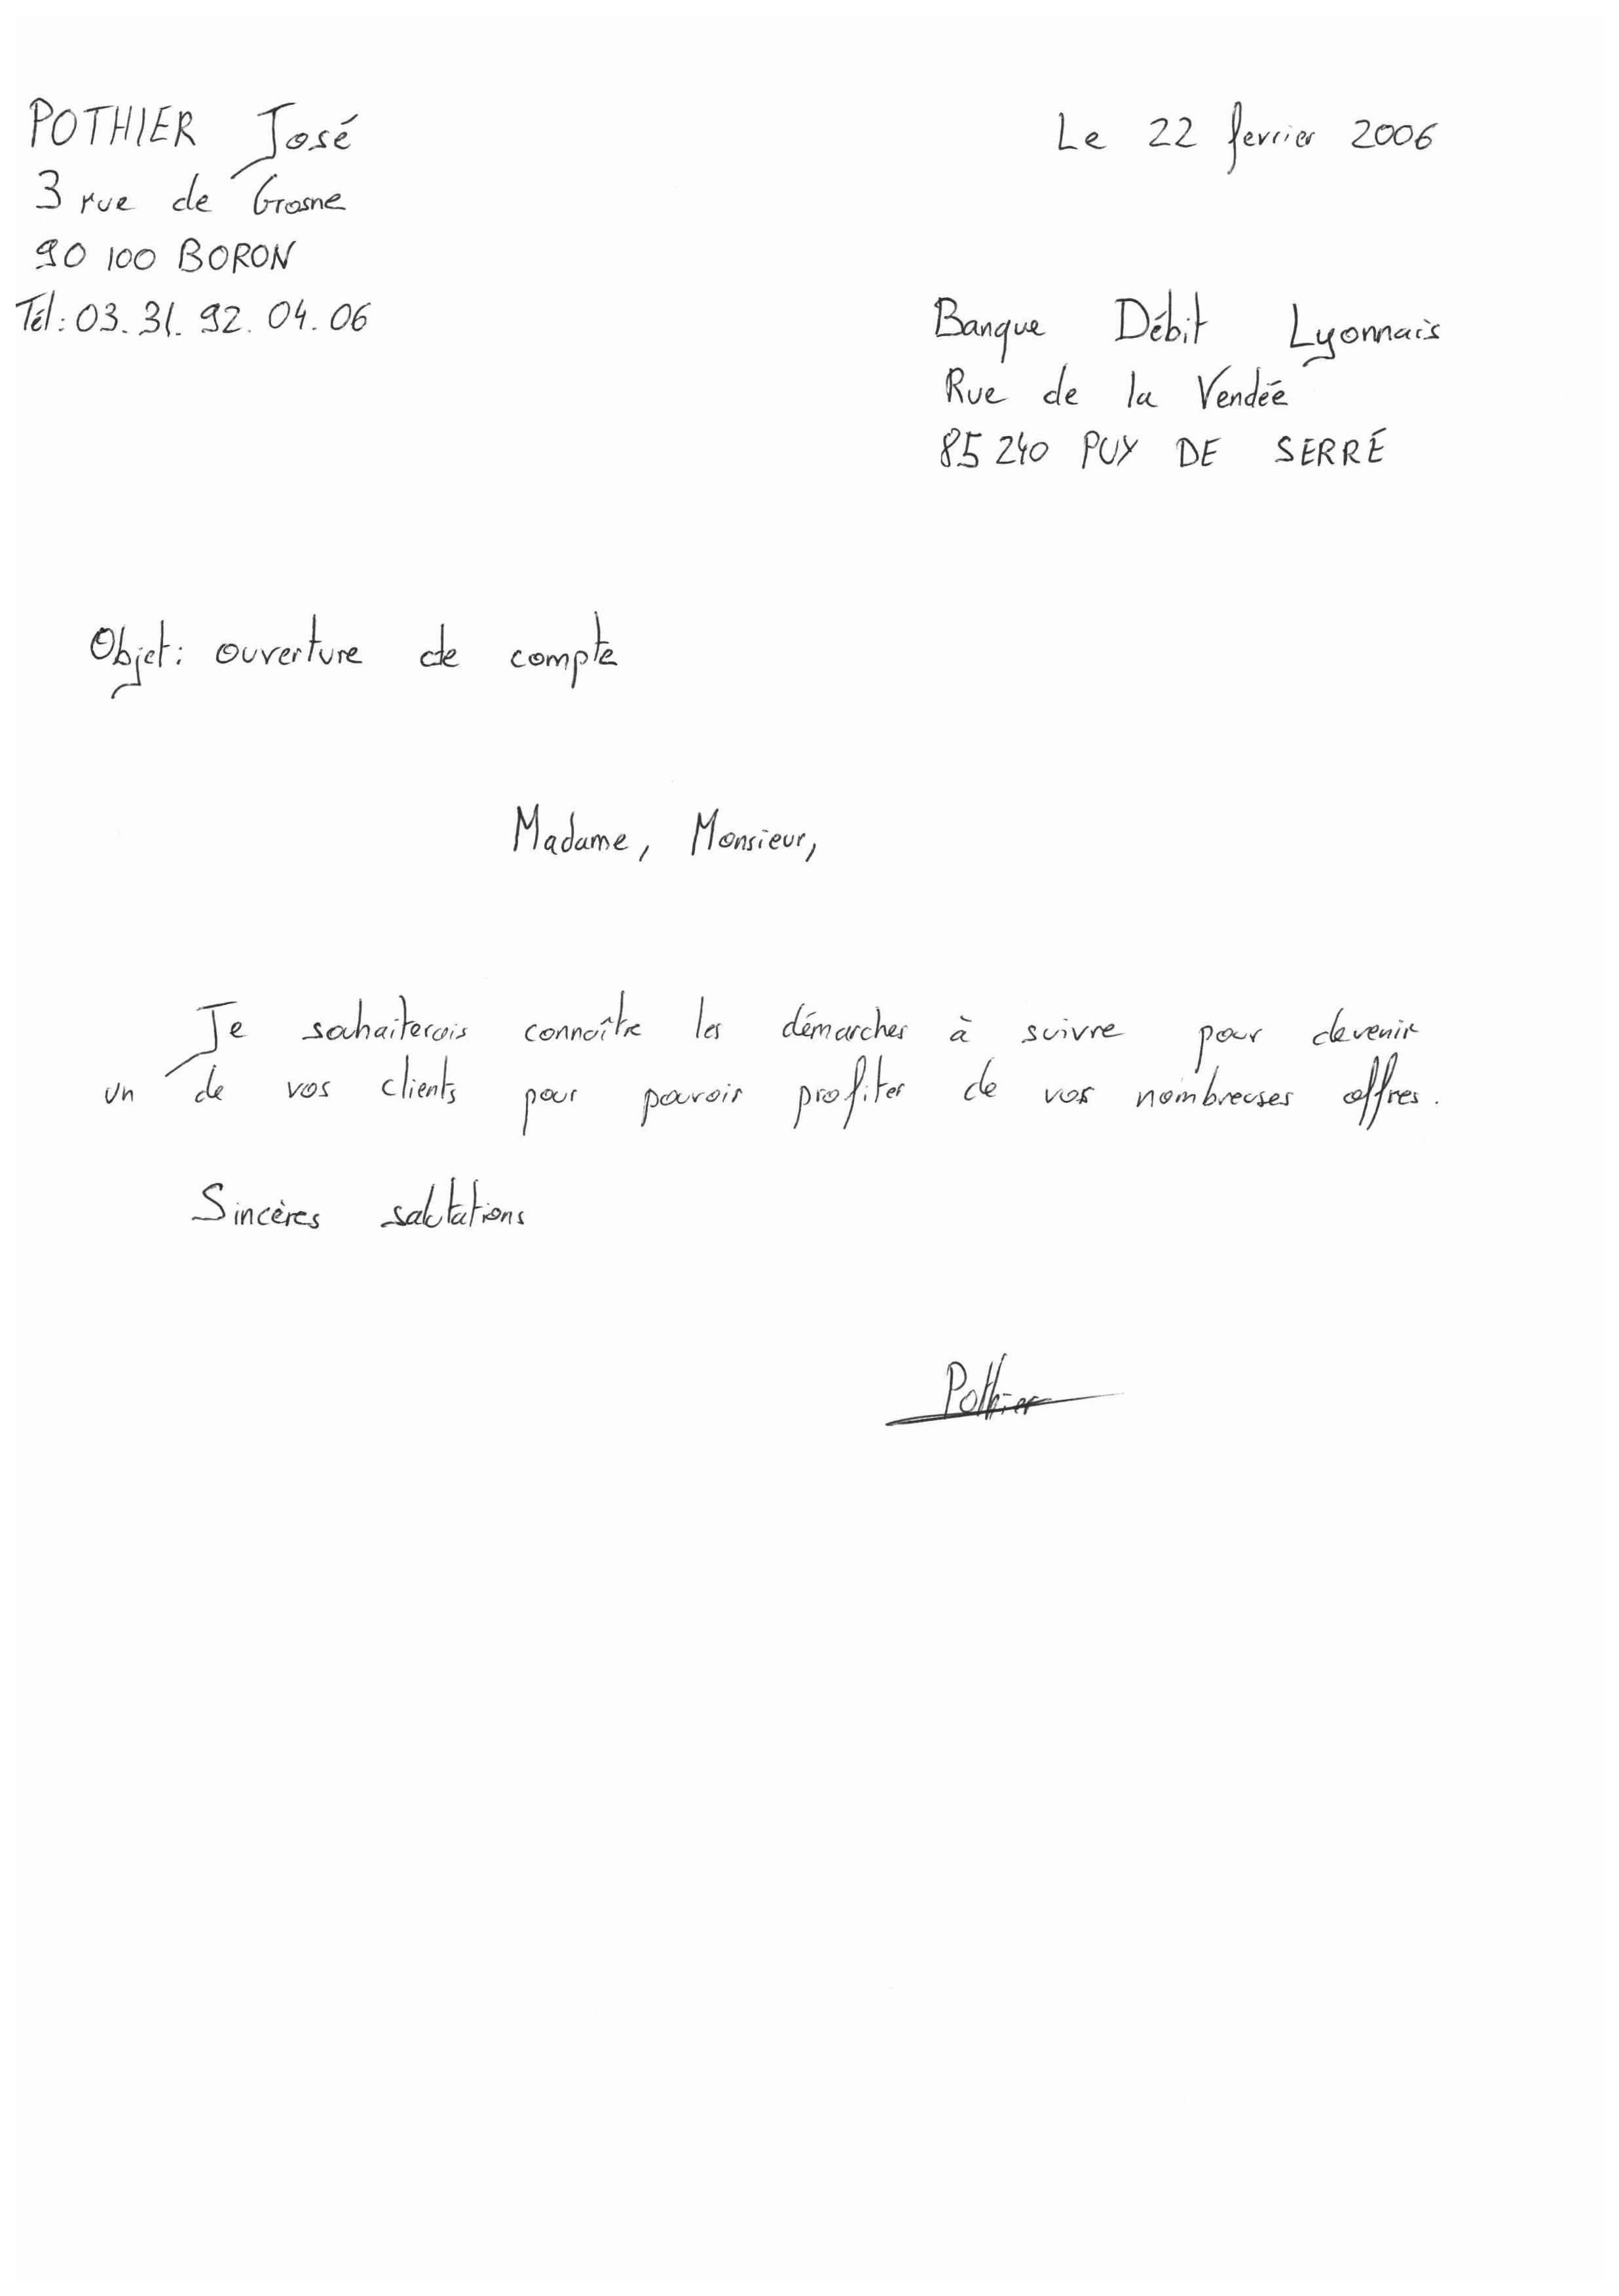 POTHIER José
3 rue de Grosne
90 100 BORON
Tél : 03. 31. 92. 04. 06
Le 22 fevrier 2006
Banque Débit Lyonnais
Rue de la Vendée
85 240 PUY DE SERRÉ
Objet : ouverture de compte
Madame, Monsieur,
Je souhaiterais connaître les démarches à suivre pour devenir
un de vos clients pour pouvoir profiter de vos nombreuses offres.
Sincères salutations
Pothier